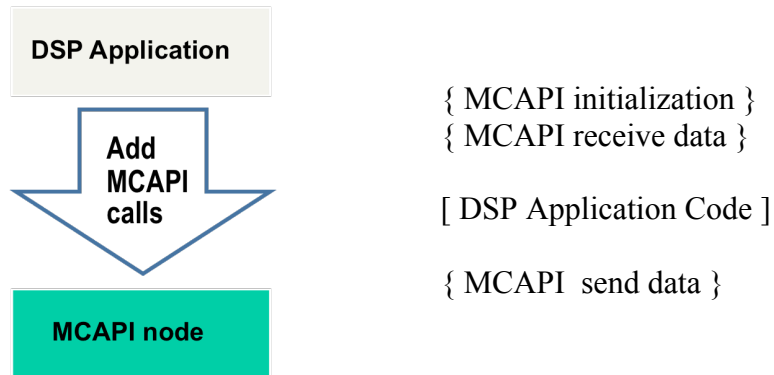 DSP Application
Add
MCAPI
calls
MCAPI node
{ MCAPI initialization }
{ MCAPI receive data }
[ DSP Application Code ]
{ MCAPI  send data }